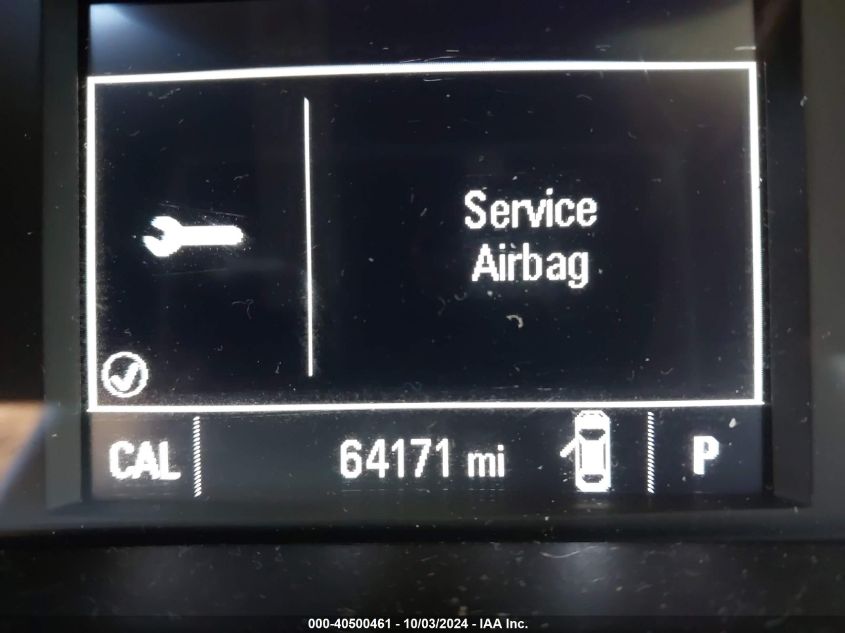 Service
Airbag
CAL 64171 mi P
000-40500461 - 10/03/2024 - IAA Inc.